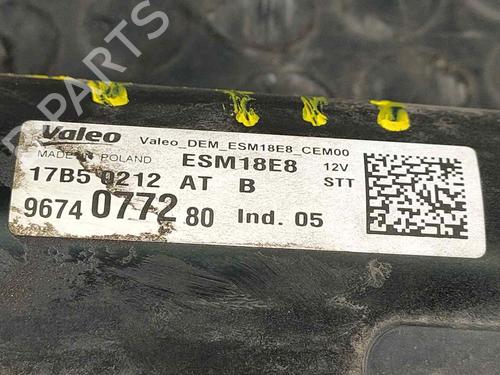 Valeo Valeo_DEM_ESM18E8_CEM00
MADE IN POLAND ESM18E8 12V
17B5 0212 AT B STT
9674 0772 80 Ind. 05
B-PARTS